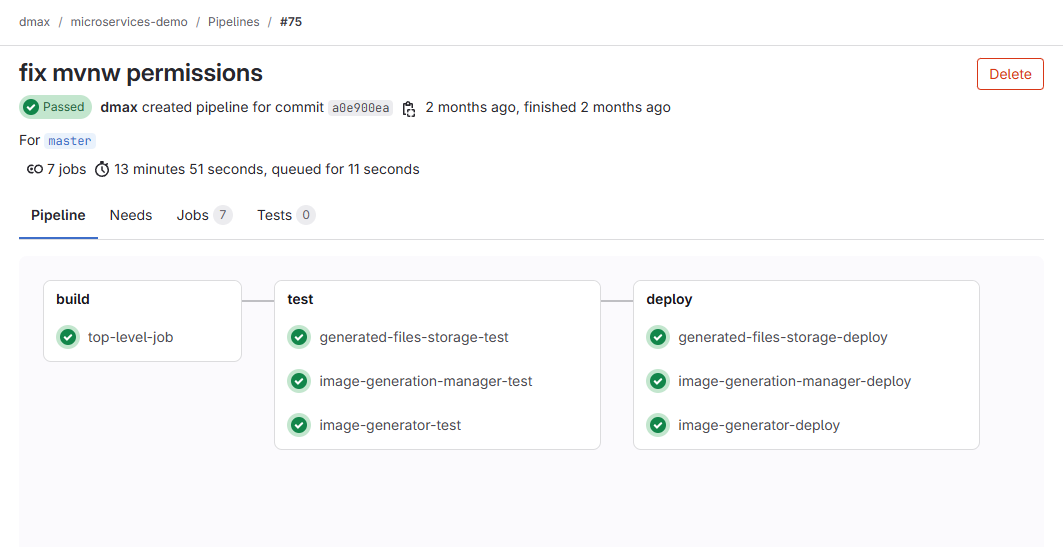 dmax / microservices-demo / Pipelines / #75
fix mvnw permissions
Delete
Passed dmax created pipeline for commit a0e900ea 2 months ago, finished 2 months ago
For master
7 jobs 13 minutes 51 seconds, queued for 11 seconds
Pipeline Needs Jobs 7 Tests 0
build
top-level-job
test
generated-files-storage-test
image-generation-manager-test
image-generator-test
deploy
generated-files-storage-deploy
image-generation-manager-deploy
image-generator-deploy